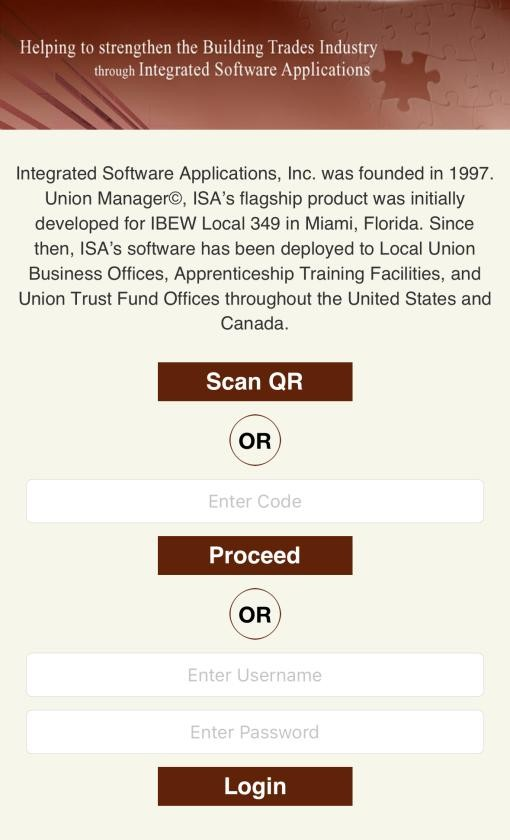 Helping to strengthen the Building Trades Industry
through Integrated Software Applications
Integrated Software Applications, Inc. was founded in 1997.
Union Manager©, ISA's flagship product was initially
developed for IBEW Local 349 in Miami, Florida. Since
then, ISA's software has been deployed to Local Union
Business Offices, Apprenticeship Training Facilities, and
Union Trust Fund Offices throughout the United States and
Canada.
Scan QR
OR
Enter Code
Proceed
OR
Enter Username
Enter Password
Login